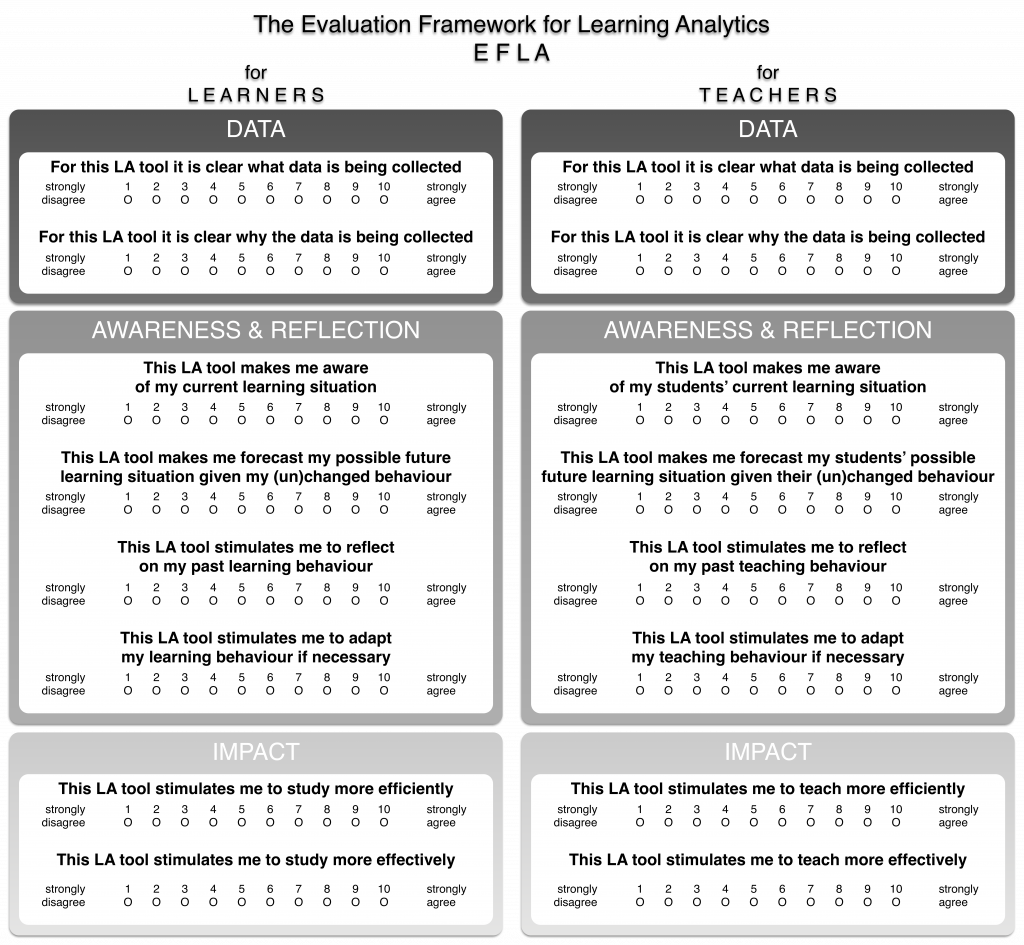 The Evaluation Framework for Learning Analytics
E F L A
for
L E A R N E R S
DATA
For this LA tool it is clear what data is being collected
strongly 1 2 3 4 5 6 7 8 9 10 strongly
disagree O O O O O O O O O O agree
For this LA tool it is clear why the data is being collected
strongly 1 2 3 4 5 6 7 8 9 10 strongly
disagree O O O O O O O O O O agree
AWARENESS & REFLECTION
This LA tool makes me aware
of my current learning situation
strongly 1 2 3 4 5 6 7 8 9 10 strongly
disagree O O O O O O O O O O agree
This LA tool makes me forecast my possible future
learning situation given my (un)changed behaviour
strongly 1 2 3 4 5 6 7 8 9 10 strongly
disagree O O O O O O O O O O agree
This LA tool stimulates me to reflect
on my past learning behaviour
strongly 1 2 3 4 5 6 7 8 9 10 strongly
disagree O O O O O O O O O O agree
This LA tool stimulates me to adapt
my learning behaviour if necessary
strongly 1 2 3 4 5 6 7 8 9 10 strongly
disagree O O O O O O O O O O agree
IMPACT
This LA tool stimulates me to study more efficiently
strongly 1 2 3 4 5 6 7 8 9 10 strongly
disagree O O O O O O O O O O agree
This LA tool stimulates me to study more effectively
strongly 1 2 3 4 5 6 7 8 9 10 strongly
disagree O O O O O O O O O O agree
for
T E A C H E R S
DATA
For this LA tool it is clear what data is being collected
strongly 1 2 3 4 5 6 7 8 9 10 strongly
disagree O O O O O O O O O O agree
For this LA tool it is clear why the data is being collected
strongly 1 2 3 4 5 6 7 8 9 10 strongly
disagree O O O O O O O O O O agree
AWARENESS & REFLECTION
This LA tool makes me aware
of my students’ current learning situation
strongly 1 2 3 4 5 6 7 8 9 10 strongly
disagree O O O O O O O O O O agree
This LA tool makes me forecast my students’ possible
future learning situation given their (un)changed behaviour
strongly 1 2 3 4 5 6 7 8 9 10 strongly
disagree O O O O O O O O O O agree
This LA tool stimulates me to reflect
on my past teaching behaviour
strongly 1 2 3 4 5 6 7 8 9 10 strongly
disagree O O O O O O O O O O agree
This LA tool stimulates me to adapt
my teaching behaviour if necessary
strongly 1 2 3 4 5 6 7 8 9 10 strongly
disagree O O O O O O O O O O agree
IMPACT
This LA tool stimulates me to teach more efficiently
strongly 1 2 3 4 5 6 7 8 9 10 strongly
disagree O O O O O O O O O O agree
This LA tool stimulates me to teach more effectively
strongly 1 2 3 4 5 6 7 8 9 10 strongly
disagree O O O O O O O O O O agree